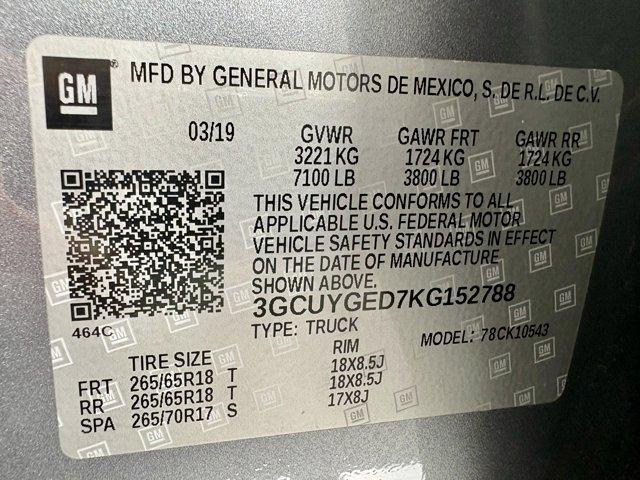 GM ® MFD BY GENERAL MOTORS DE MEXICO, S. DE R.L. DE C.V.
03/19 GVWR GAWR FRT GAWR RR
3221 KG 1724 KG 1724 KG
7100 LB 3800 LB 3800 LB
THIS VEHICLE CONFORMS TO ALL
APPLICABLE U.S. FEDERAL MOTOR
VEHICLE SAFETY STANDARDS IN EFFECT
ON THE DATE OF MANUFACTURE
SHOWN ABOVE.
3GCUYGED7KG152788
464C TYPE: TRUCK MODEL: 78CK10543
TIRE SIZE RIM
FRT 265/65R18 T 18X8.5J
RR 265/65R18 T 18X8.5J
SPA 265/70R17 S 17X8J